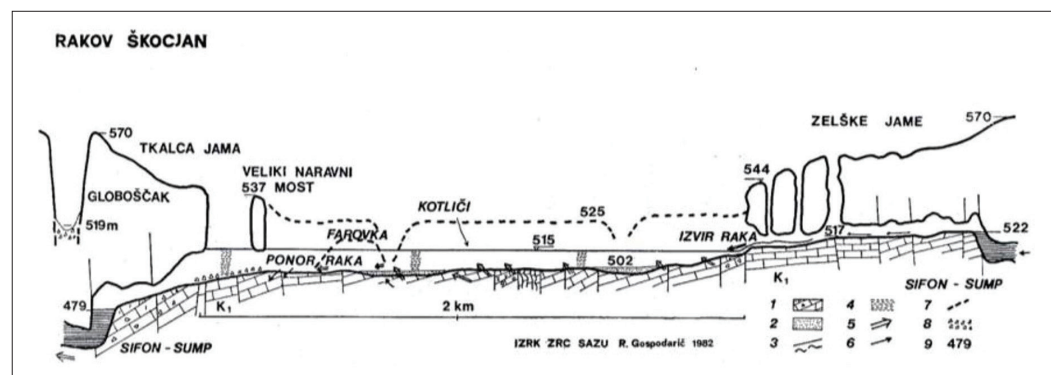 RAKOV ŠKOCJAN
570
TKALCA JAMA
GLOBOŠČAK
519 m
VELIKI NARAVNI
537 MOST
KOTLIČI
FAROVKA
PONOR RAKA
525
515
502
IZVIR RAKA
544
ZELŠKE JAME
570
517
522
SIFON - SUMP
479
SIFON - SUMP
K1
2 km
K1
IZRK ZRC SAZU R. Gospodarič 1982
1 4 7
2 5 8
3 6 9 479